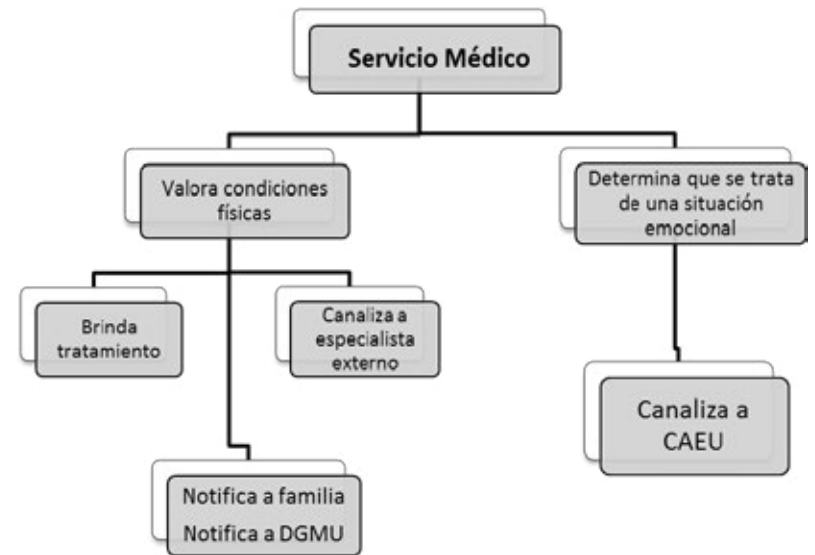 Servicio Médico
Valora condiciones
físicas
Determina que se trata
de una situación
emocional
Brinda
tratamiento
Canaliza a
especialista
externo
Canaliza a
CAEU
Notifica a familia
Notifica a DGMU